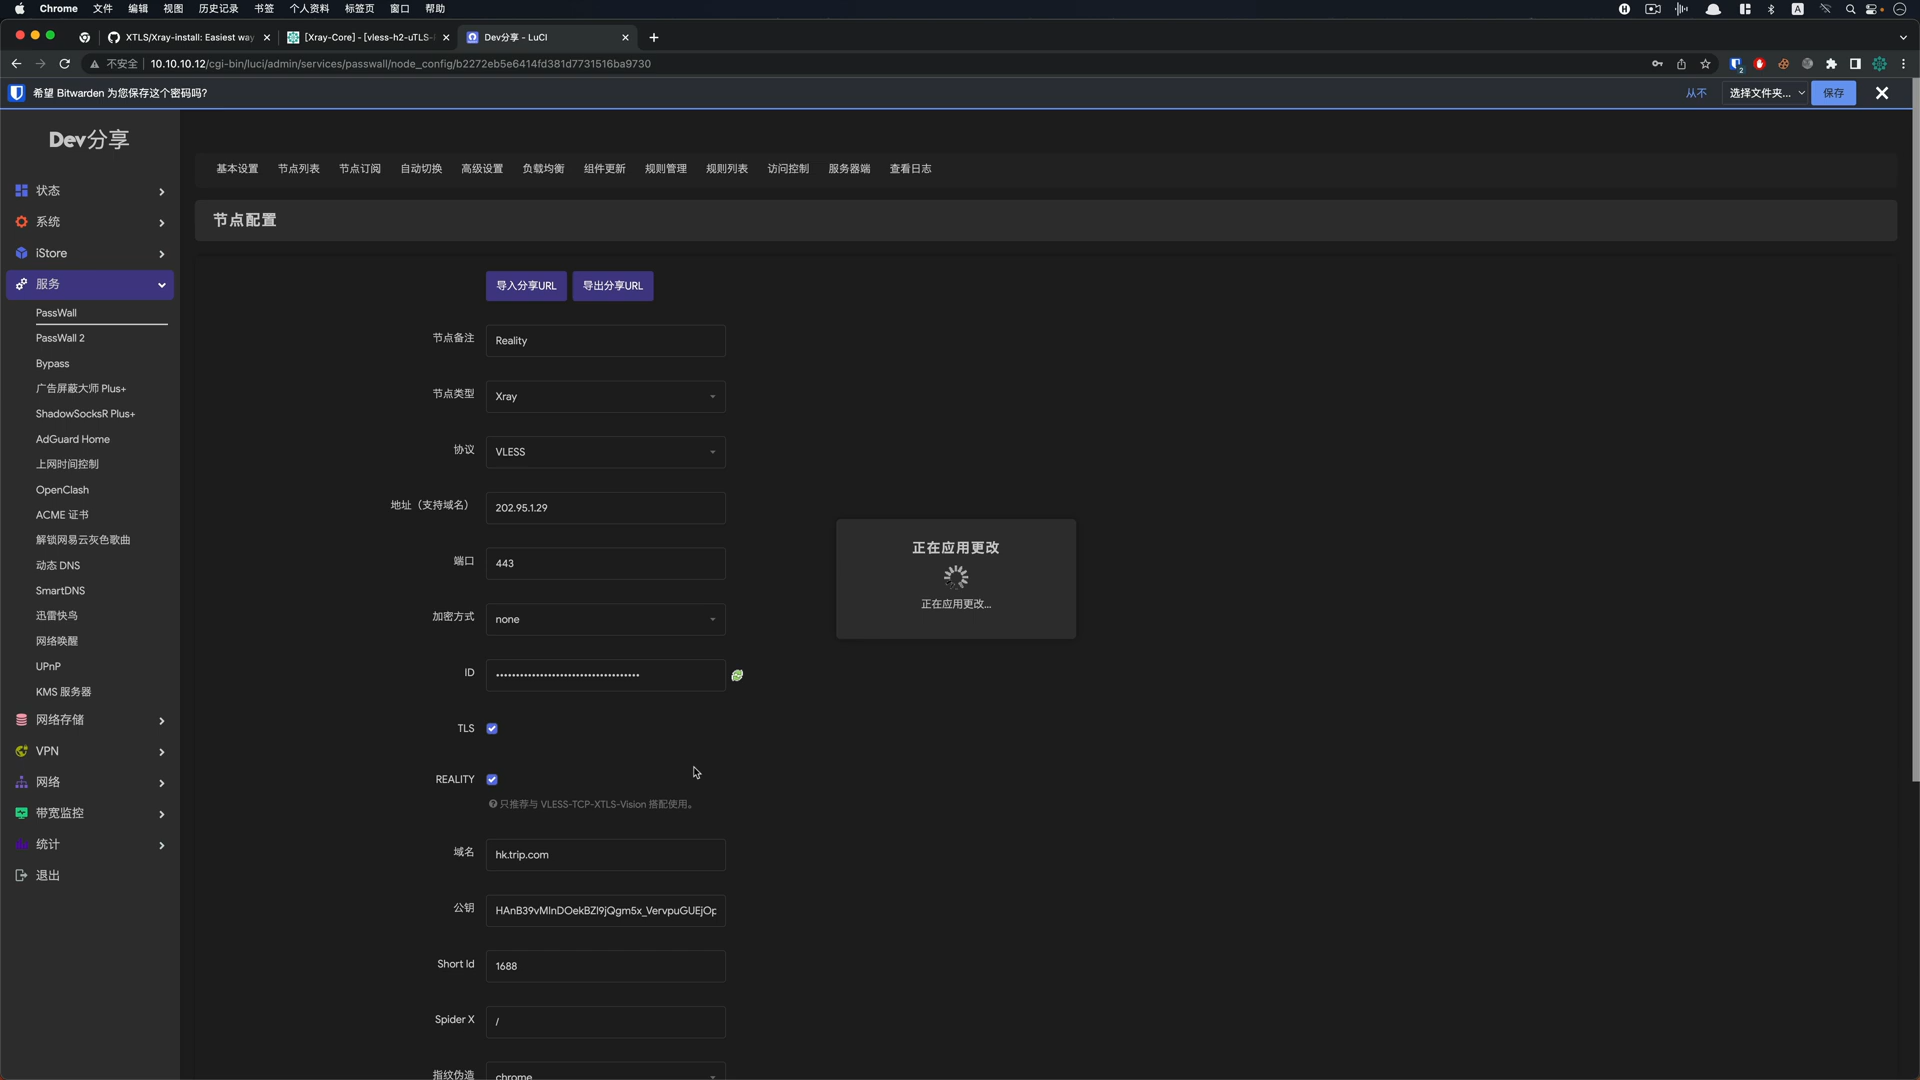 Chrome 文件 编辑 视图 历史记录 书签 个人资料 标签页 窗口 帮助
XTLS/Xray-install: Easiest way
[Xray-Core] - [vless-h2-uTLS-
Dev分享 - LuCI
不安全 10.10.10.12/cgi-bin/luci/admin/services/passwall/node_config/b2272eb5e6414fd381d7731516ba9730
希望 Bitwarden 为您保存这个密码吗? 从不 选择文件夹... 保存
Dev分享
状态
系统
iStore
服务
PassWall
PassWall 2
Bypass
广告屏蔽大师 Plus+
ShadowSocksR Plus+
AdGuard Home
上网时间控制
OpenClash
ACME 证书
解锁网易云灰色歌曲
动态 DNS
SmartDNS
迅雷快鸟
网络唤醒
UPnP
KMS 服务器
网络存储
VPN
网络
带宽监控
统计
退出
基本设置 节点列表 节点订阅 自动切换 高级设置 负载均衡 组件更新 规则管理 规则列表 访问控制 服务器端 查看日志
节点配置
导入分享URL 导出分享URL
节点备注 Reality
节点类型 Xray
协议 VLESS
地址（支持域名） 202.95.1.29
端口 443
加密方式 none
ID ••••••••••••••••••••••••••••••••••••
TLS
REALITY
只推荐与 VLESS-TCP-XTLS-Vision 搭配使用。
域名 hk.trip.com
公钥 HAnB39vMInDOekBZI9jQgm5x_VervpuGUEjOp
Short Id 1688
Spider X /
指纹伪造 chrome
正在应用更改
正在应用更改...